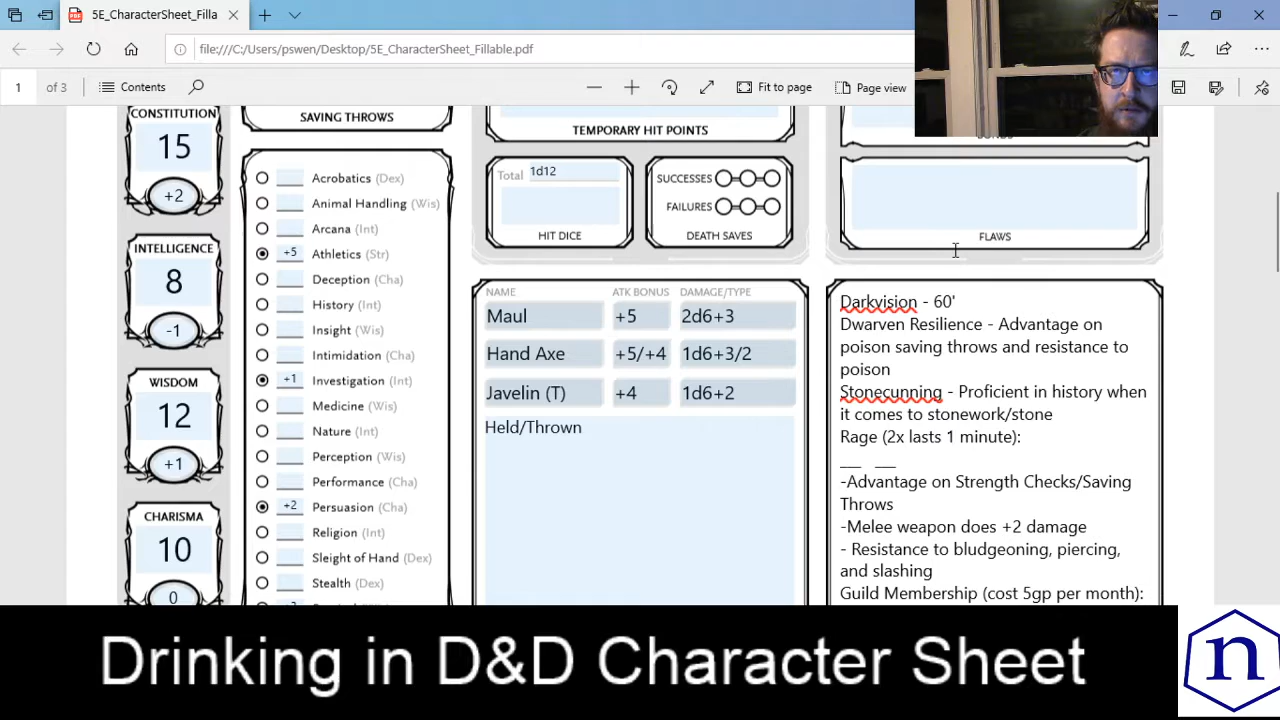 5E_CharacterSheet_Filla
file:///C:/Users/pswen/Desktop/5E_CharacterSheet_Fillable.pdf
1 of 3
Contents
Fit to page
Page view
CONSTITUTION
15
+2
INTELLIGENCE
8
-1
WISDOM
12
+1
CHARISMA
10
0
SAVING THROWS
Acrobatics (Dex)
Animal Handling (Wis)
Arcana (Int)
+5 Athletics (Str)
Deception (Cha)
History (Int)
Insight (Wis)
Intimidation (Cha)
+1 Investigation (Int)
Medicine (Wis)
Nature (Int)
Perception (Wis)
Performance (Cha)
+2 Persuasion (Cha)
Religion (Int)
Sleight of Hand (Dex)
Stealth (Dex)
TEMPORARY HIT POINTS
Total 1d12
HIT DICE
SUCCESSES
FAILURES
DEATH SAVES
NAME ATK BONUS DAMAGE/TYPE
Maul +5 2d6+3
Hand Axe +5/+4 1d6+3/2
Javelin (T) +4 1d6+2
Held/Thrown
FLAWS
Darkvision - 60'
Dwarven Resilience - Advantage on
poison saving throws and resistance to
poison
Stonecunning - Proficient in history when
it comes to stonework/stone
Rage (2x lasts 1 minute):
__ __
-Advantage on Strength Checks/Saving
Throws
-Melee weapon does +2 damage
- Resistance to bludgeoning, piercing,
and slashing
Guild Membership (cost 5gp per month):
Drinking in D&D Character Sheet
n